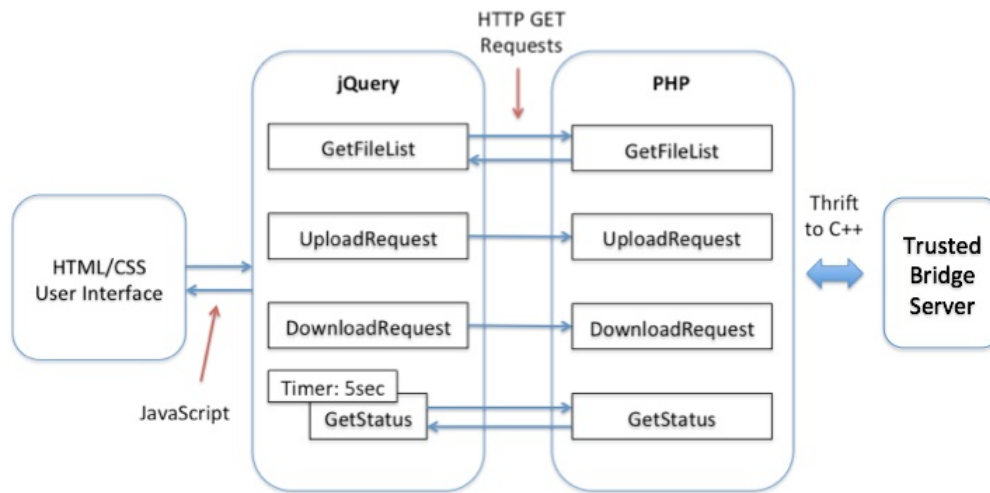 HTTP GET
Requests
jQuery
PHP
GetFileList
GetFileList
UploadRequest
UploadRequest
DownloadRequest
DownloadRequest
Timer: 5sec
GetStatus
GetStatus
HTML/CSS
User Interface
JavaScript
Thrift
to C++
Trusted
Bridge
Server